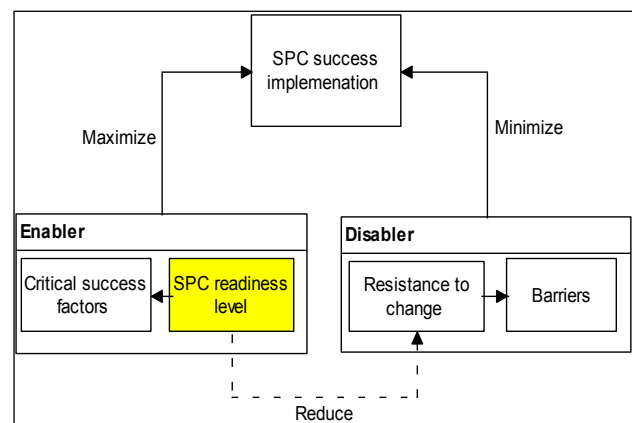 SPC success
implemenation
Maximize
Minimize
Enabler
Disabler
Critical success
factors
SPC readiness
level
Resistance to
change
Barriers
Reduce